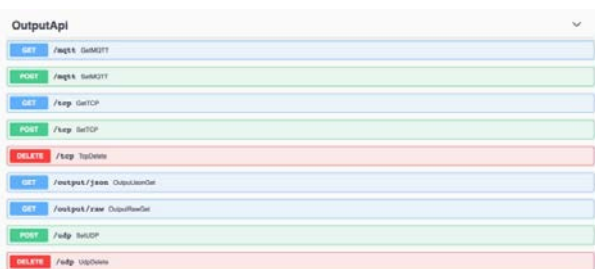 OutputApi
GET /mqtt GetMQTT
POST /mqtt SetMQTT
GET /tcp GetTCP
POST /tcp SetTCP
DELETE /tcp TcpDelete
GET /output/json OutputJsonGet
GET /output/raw OutputRawGet
POST /udp SetUDP
DELETE /udp UdpDelete